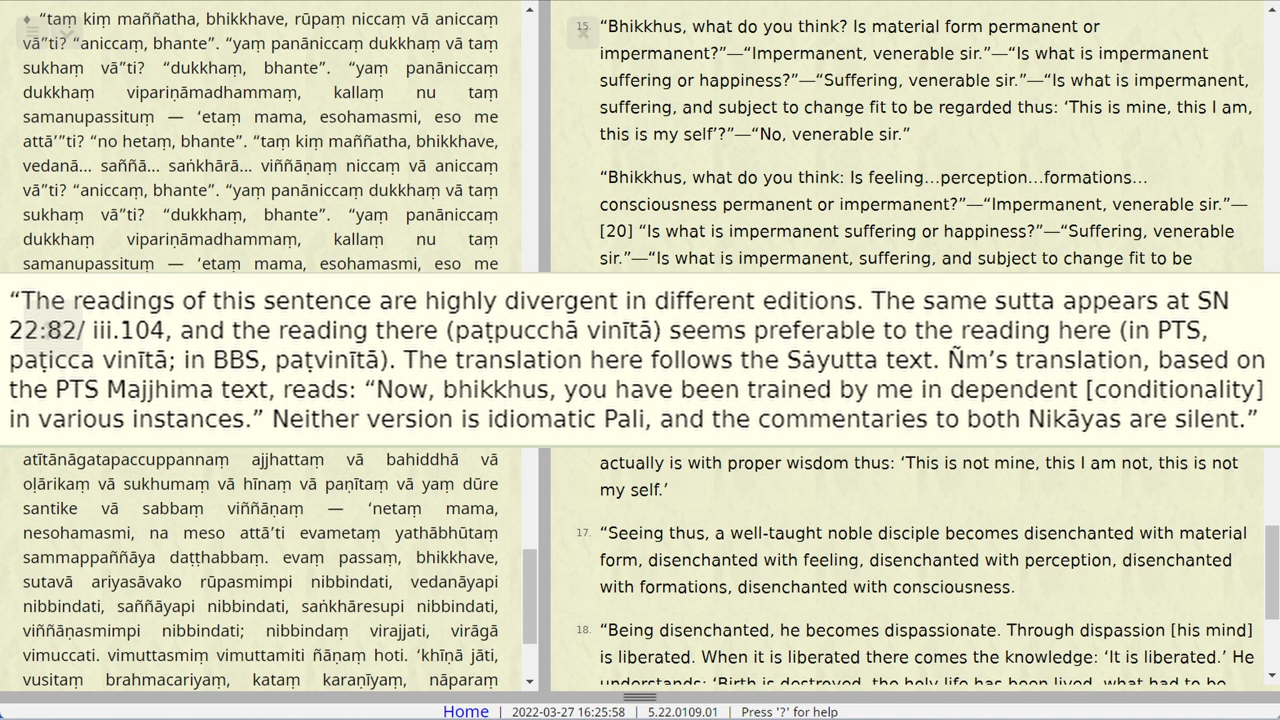 ♦ “taṃ kiṃ maññatha, bhikkhave, rūpaṃ niccaṃ vā aniccaṃ
vā”ti? “aniccaṃ, bhante”. “yaṃ panāniccaṃ dukkhaṃ vā taṃ
sukhaṃ vā”ti? “dukkhaṃ, bhante”. “yaṃ panāniccaṃ
dukkhaṃ vipariṇāmadhammaṃ, kallaṃ nu taṃ
samanupassituṃ — ‘etaṃ mama, esohamasmi, eso me
attā’”ti? “no hetaṃ, bhante”. “taṃ kiṃ maññatha, bhikkhave,
vedanā... saññā... saṅkhārā... viññāṇaṃ niccaṃ vā aniccaṃ
vā”ti? “aniccaṃ, bhante”. “yaṃ panāniccaṃ dukkhaṃ vā taṃ
sukhaṃ vā”ti? “dukkhaṃ, bhante”. “yaṃ panāniccaṃ
dukkhaṃ vipariṇāmadhammaṃ, kallaṃ nu taṃ
samanupassituṃ — ‘etaṃ mama, esohamasmi, eso me
15. “Bhikkhus, what do you think? Is material form permanent or
impermanent?”—“Impermanent, venerable sir.”—“Is what is impermanent
suffering or happiness?”—“Suffering, venerable sir.”—“Is what is impermanent,
suffering, and subject to change fit to be regarded thus: ‘This is mine, this I am,
this is my self’?”—“No, venerable sir.”
“Bhikkhus, what do you think: Is feeling…perception…formations…
consciousness permanent or impermanent?”—“Impermanent, venerable sir.”—
[20] “Is what is impermanent suffering or happiness?”—“Suffering, venerable
sir.”—“Is what is impermanent, suffering, and subject to change fit to be
“The readings of this sentence are highly divergent in different editions. The same sutta appears at SN
22:82/ iii.104, and the reading there (paṭpucchā vinītā) seems preferable to the reading here (in PTS,
paṭicca vinītā; in BBS, paṭvinītā). The translation here follows the Sȧyutta text. Ñm’s translation, based on
the PTS Majjhima text, reads: “Now, bhikkhus, you have been trained by me in dependent [conditionality]
in various instances.” Neither version is idiomatic Pali, and the commentaries to both Nikāyas are silent.”
atītānāgatapaccuppannaṃ ajjhattaṃ vā bahiddhā vā
oḷārikaṃ vā sukhumaṃ vā hīnaṃ vā paṇītaṃ vā yaṃ dūre
santike vā sabbaṃ viññāṇaṃ — ‘netaṃ mama,
nesohamasmi, na meso attā’ti evametaṃ yathābhūtaṃ
sammappaññāya daṭṭhabbaṃ. evaṃ passaṃ, bhikkhave,
sutavā ariyasāvako rūpasmimpi nibbindati, vedanāyapi
nibbindati, saññāyapi nibbindati, saṅkhāresupi nibbindati,
viññāṇasmimpi nibbindati; nibbindaṃ virajjati, virāgā
vimuccati. vimuttasmiṃ vimuttamiti ñāṇaṃ hoti. ‘khīṇā jāti,
vusitaṃ brahmacariyaṃ, kataṃ karaṇīyaṃ, nāparaṃ
actually is with proper wisdom thus: ‘This is not mine, this I am not, this is not
my self.’
17. “Seeing thus, a well-taught noble disciple becomes disenchanted with material
form, disenchanted with feeling, disenchanted with perception, disenchanted
with formations, disenchanted with consciousness.
18. “Being disenchanted, he becomes dispassionate. Through dispassion [his mind]
is liberated. When it is liberated there comes the knowledge: ‘It is liberated.’ He
understands: ‘Birth is destroyed, the holy life has been lived, what had to be
Home | 2022-03-27 16:25:58 | 5.22.0109.01 | Press '?' for help